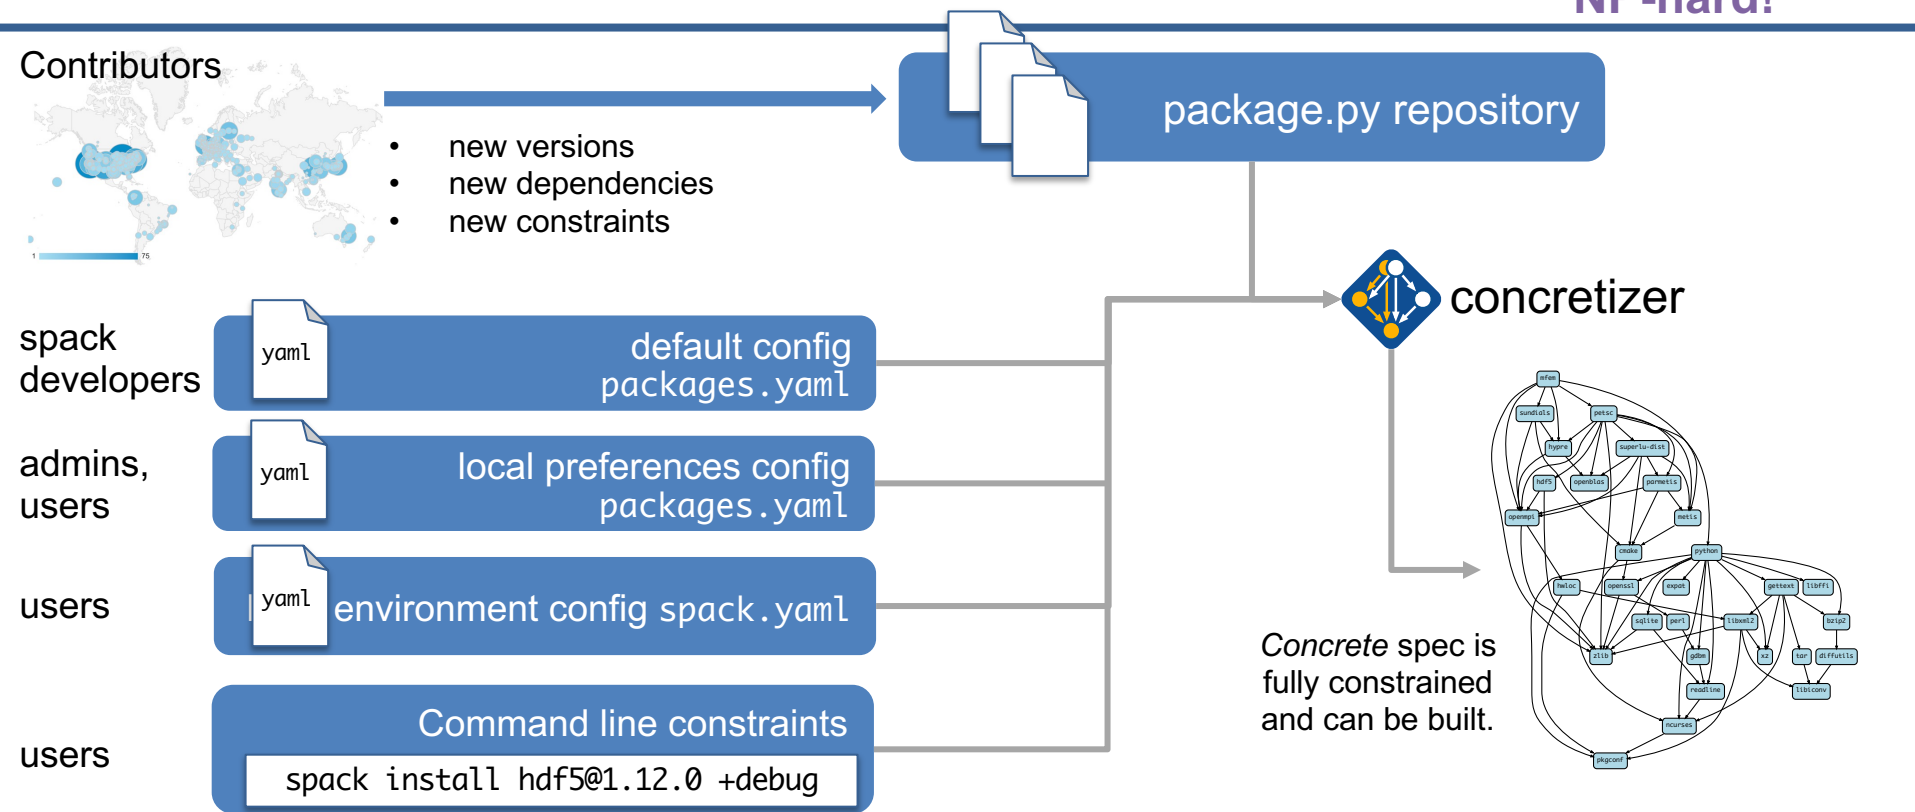 NP-hard!
Contributors
package.py repository
• new versions
• new dependencies
• new constraints
1 75
concretizer
spack
developers
yaml
default config
packages.yaml
admins,
users
yaml
local preferences config
packages.yaml
users
yaml
environment config spack.yaml
users
Command line constraints
spack install hdf5@1.12.0 +debug
Concrete spec is
fully constrained
and can be built.
mfem
sundials petsc
hypre superlu-dist
hdf5 openblas parmetis
openmpi metis
cmake python
hwloc openssl expat gettext libffi
sqlite perl libxml2 bzip2
zlib gdbm xz tar diffutils
readline libiconv
ncurses
pkgconf